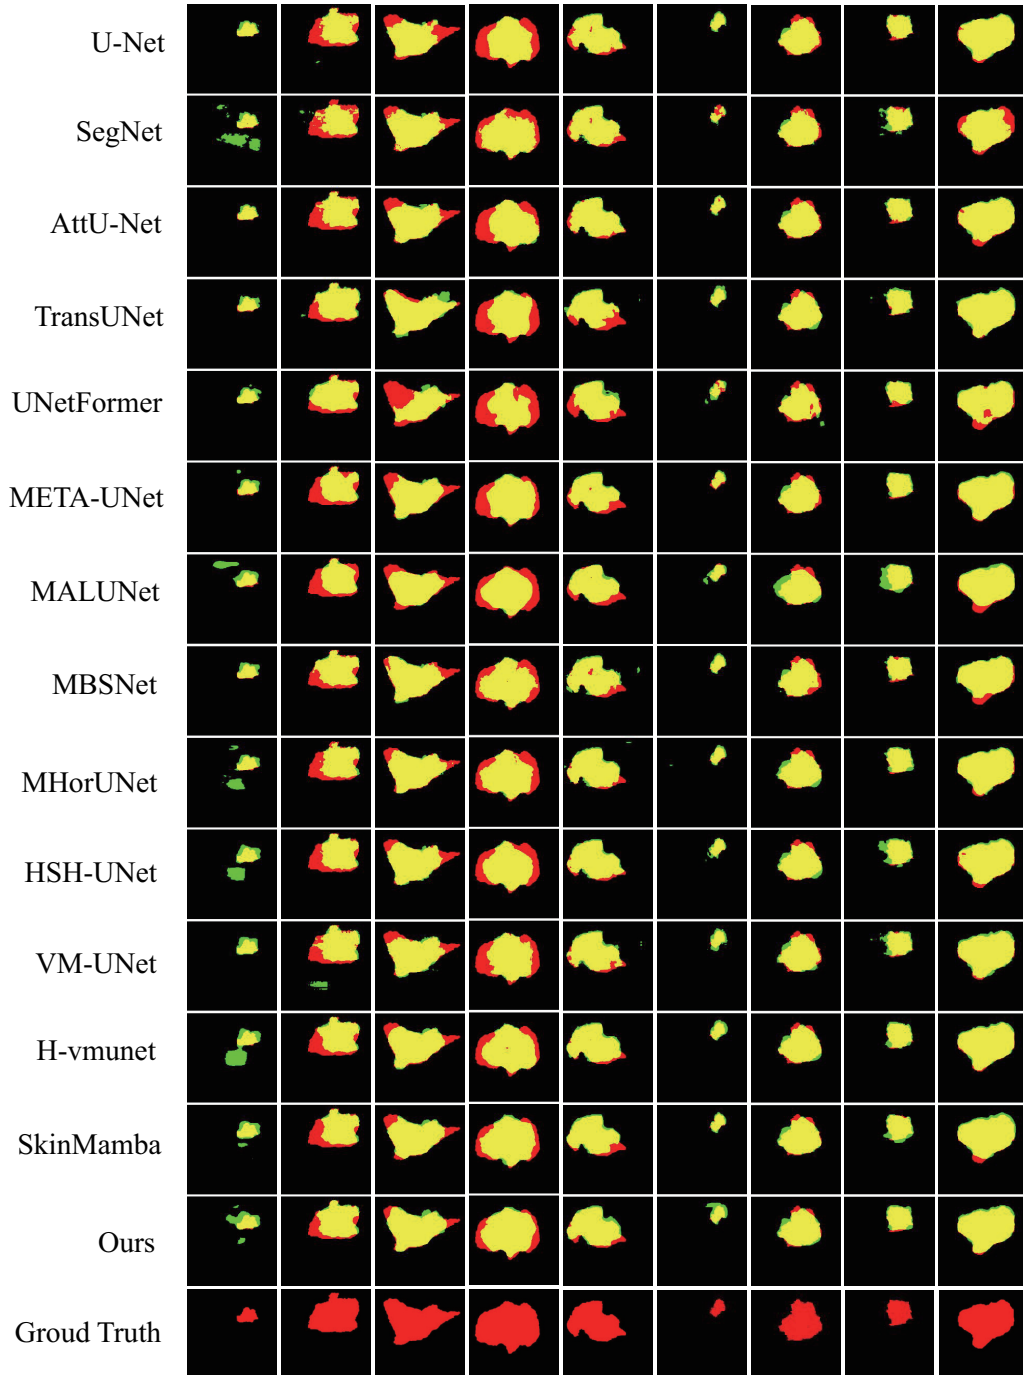 U-Net
SegNet
AttU-Net
TransUNet
UNetFormer
META-UNet
MALUNet
MBSNet
MHorUNet
HSH-UNet
VM-UNet
H-vmunet
SkinMamba
Ours
Groud Truth